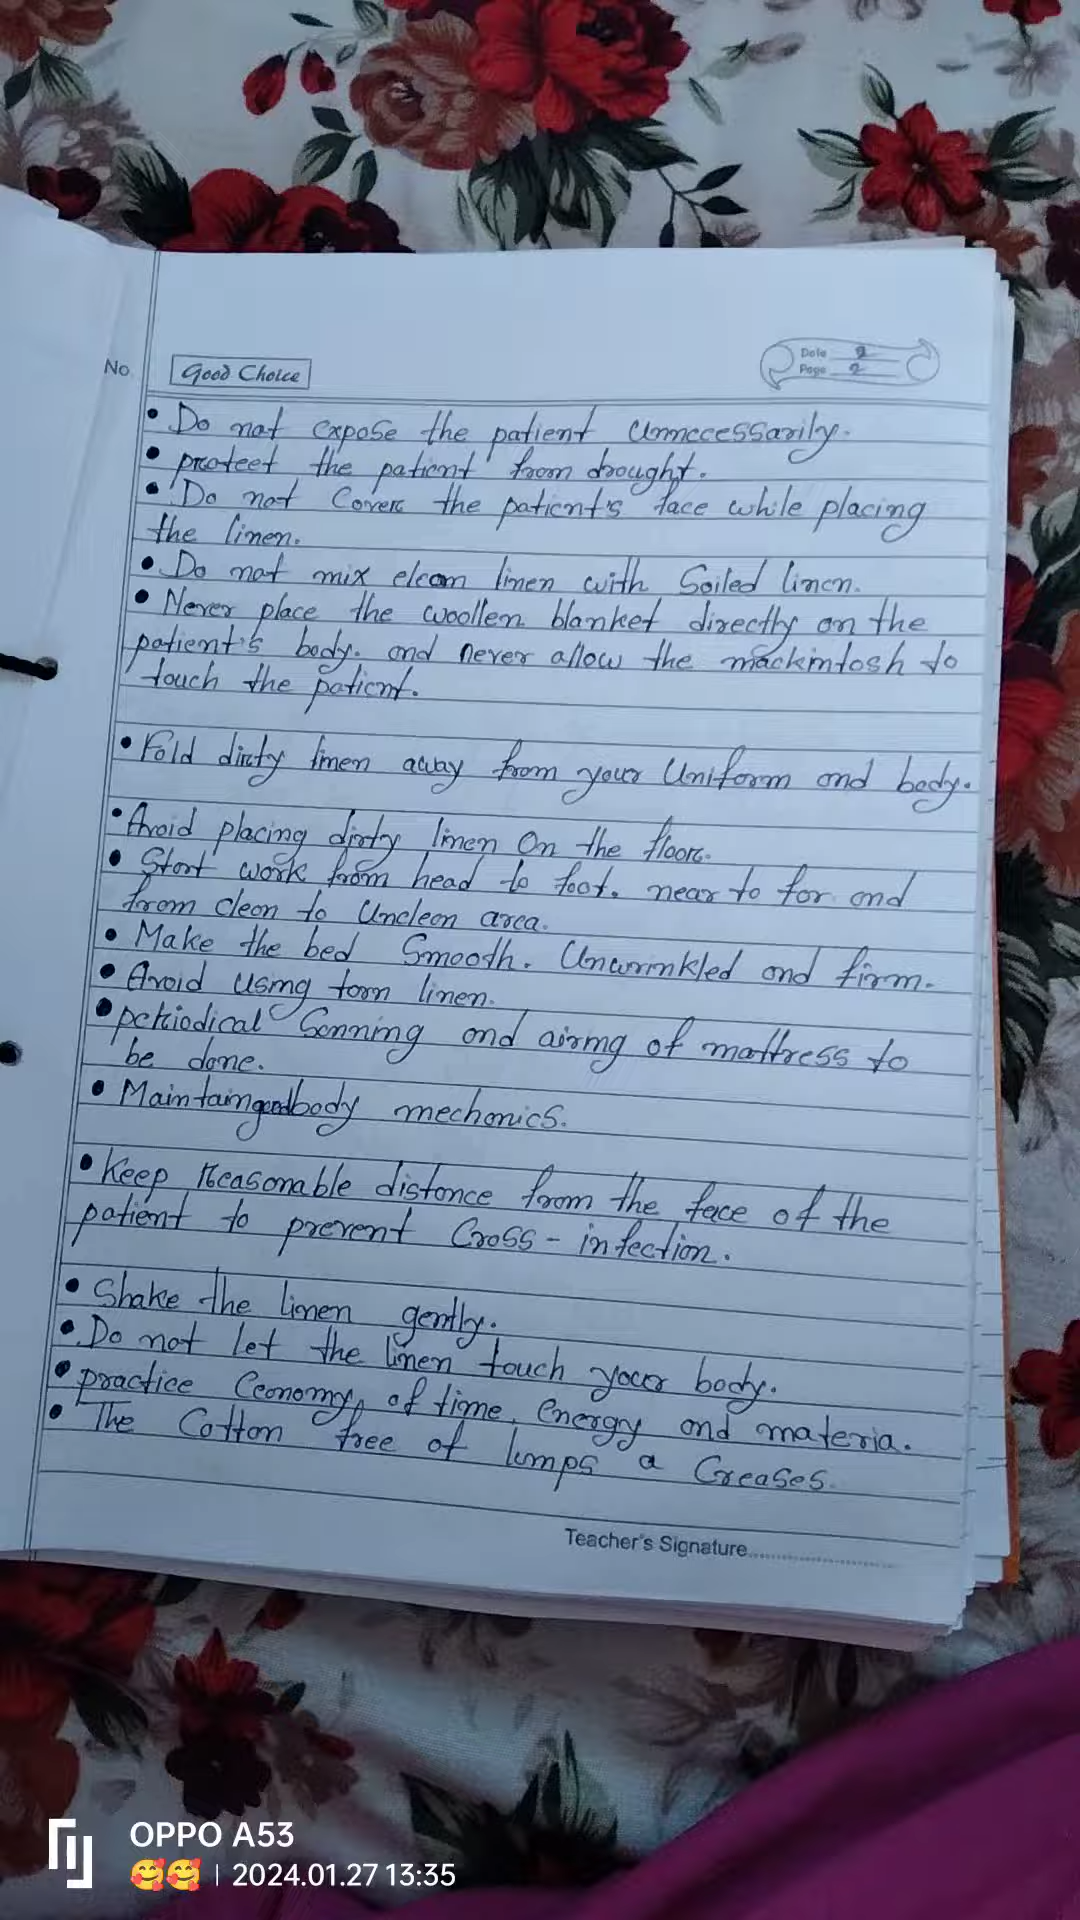 No
Good Choice
Date 2
Page 2
• Do not expose the patient Unnecessarily.
• protect the patient from drought.
• Do not Cover the patient's face while placing
the linen.
• Do not mix clean linen with Soiled linen.
• Never place the woollen blanket directly on the
patient's body. and never allow the mackintosh to
touch the patient.
• Fold dirty linen away from your Uniform and body.
• Avoid placing dirty linen On the floor.
• Start work from head to foot. near to far and
from clean to Unclean area.
• Make the bed Smooth. Unwrinkled and firm.
• Avoid using torn linen.
• periodical Sunning and airing of mattress to
be done.
• Maintain good body mechanics.
• Keep Reasonable distance from the face of the
patient to prevent Cross - infection.
• Shake the linen gently.
• Do not let the linen touch your body.
• practice Economy, of time, Energy and materia.
• The Cotton free of lumps a Creases.
Teacher's Signature....................
OPPO A53
🥰🥰 | 2024.01.27 13:35